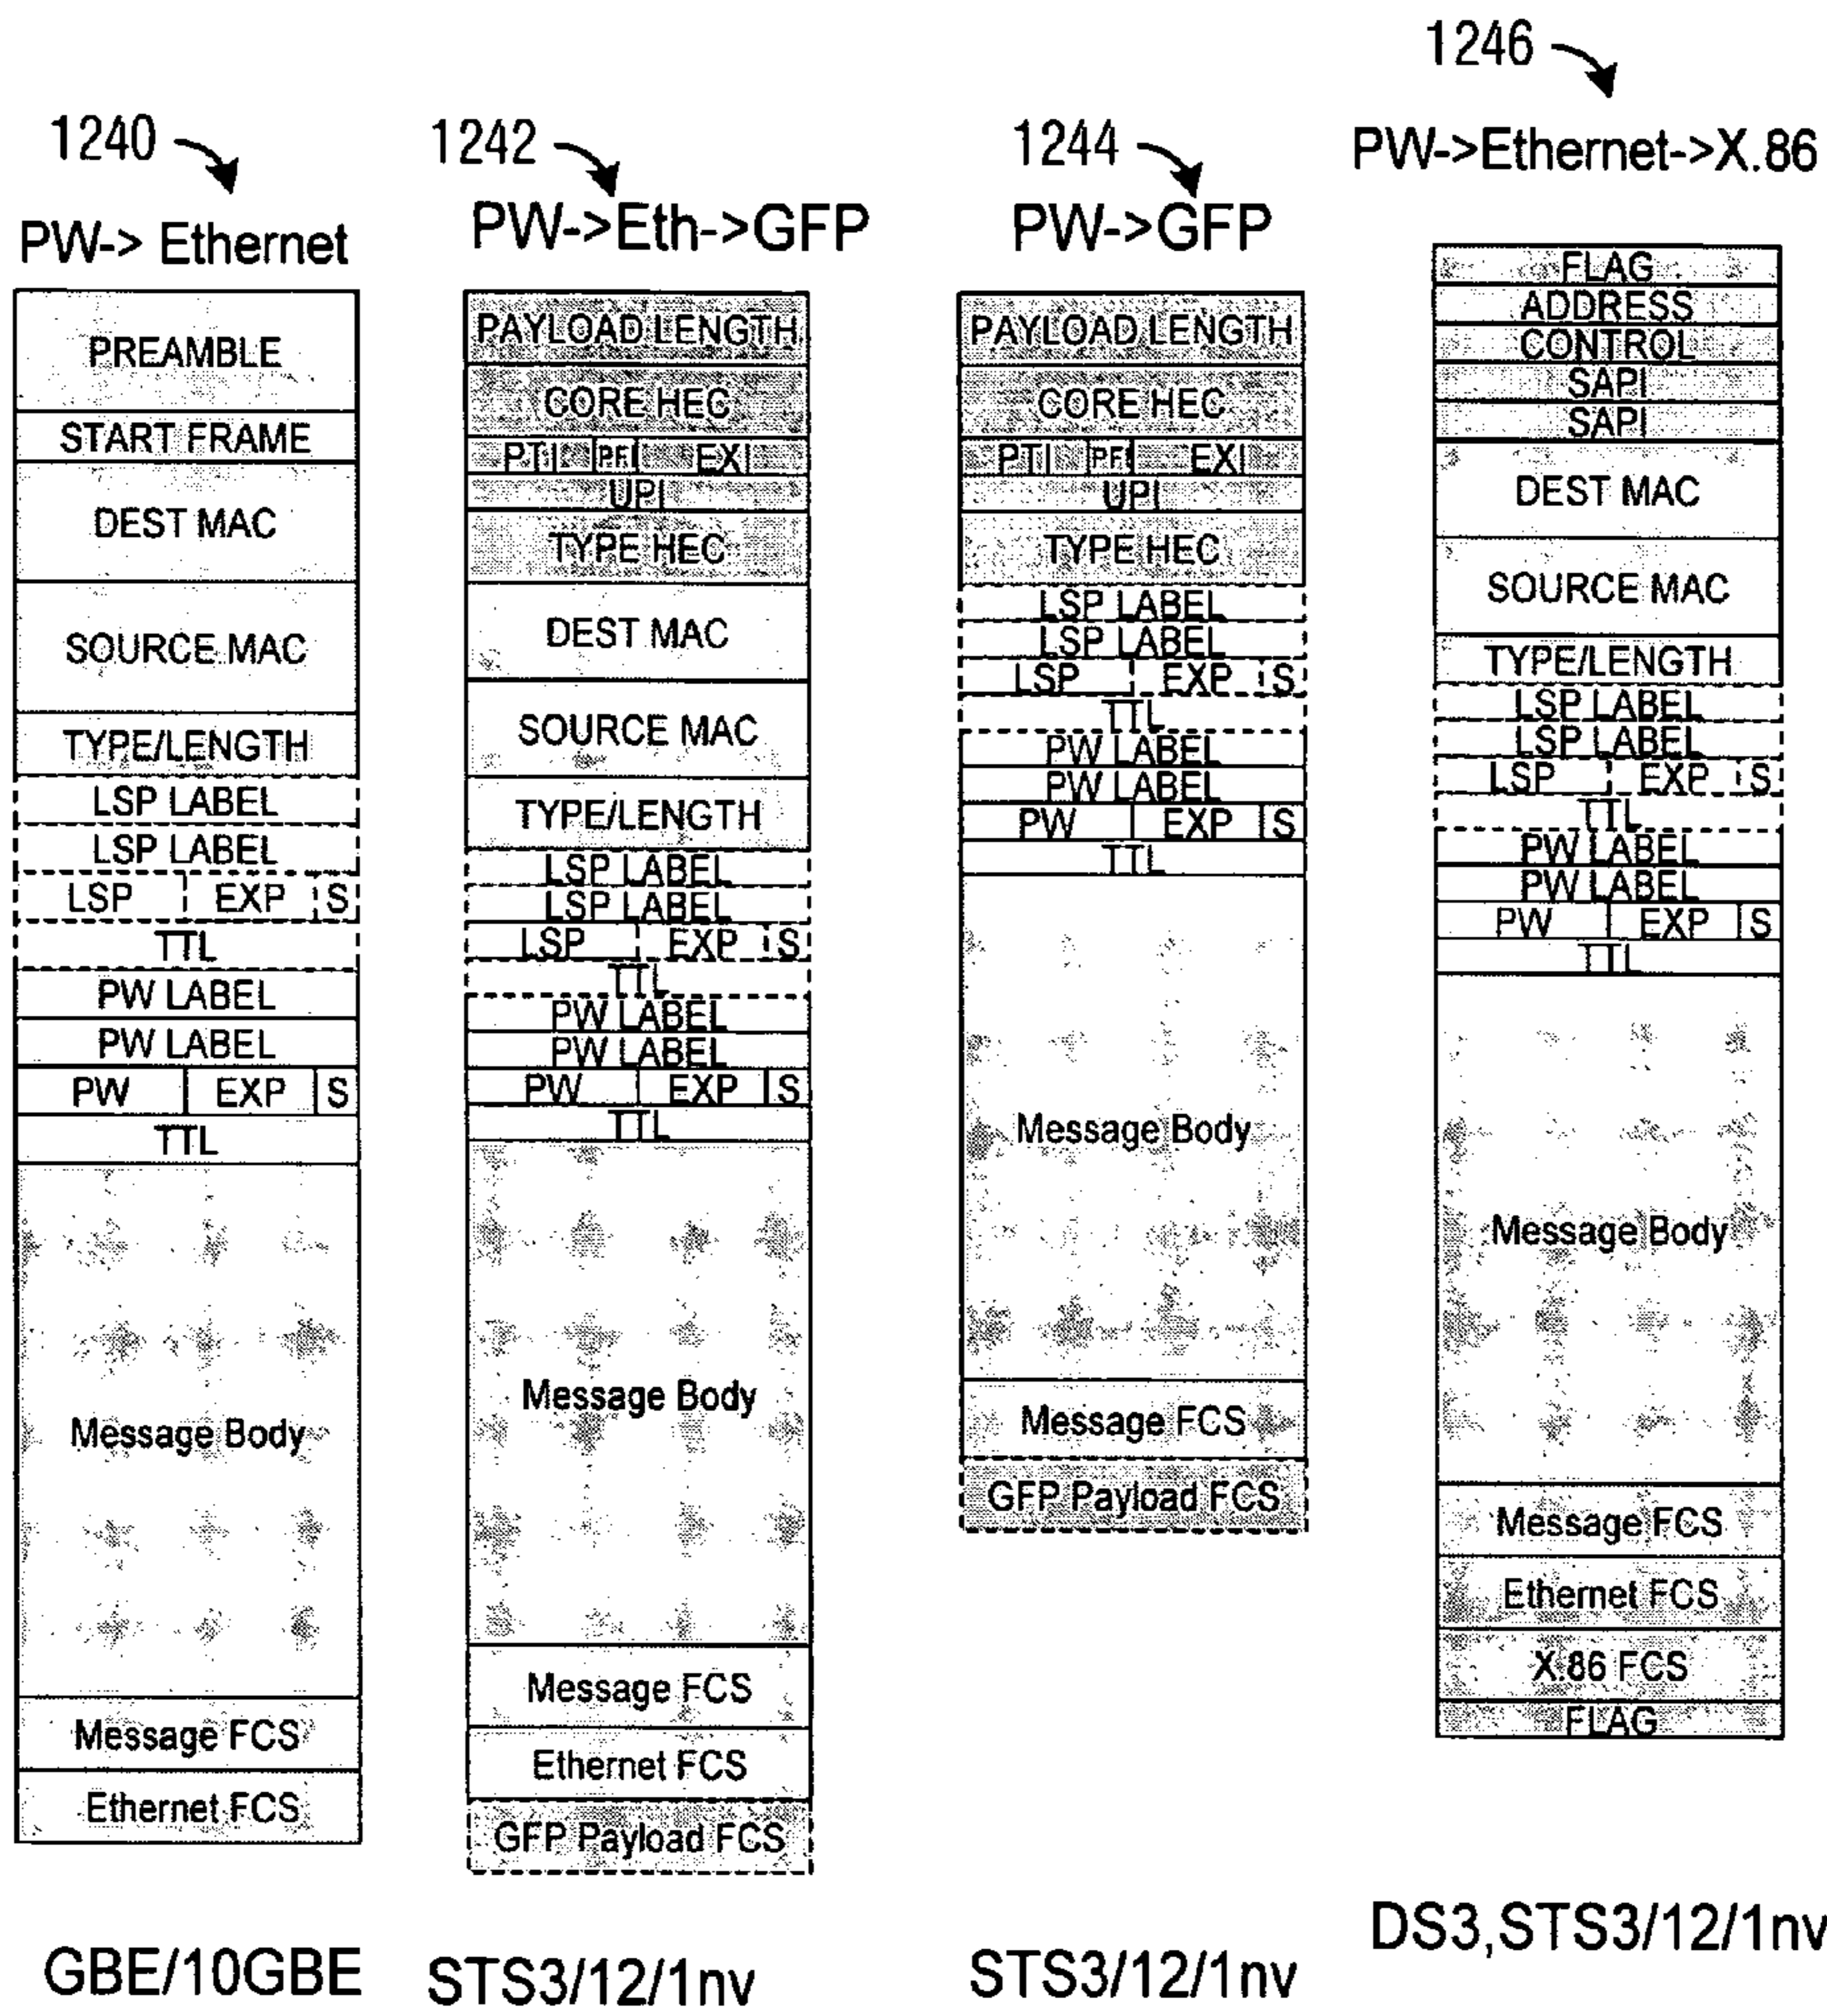 1240
PW-> Ethernet
PREAMBLE
START FRAME
DEST MAC
SOURCE MAC
TYPE/LENGTH
LSP LABEL
LSP LABEL
LSP EXP S
TTL
PW LABEL
PW LABEL
PW EXP S
TTL
Message Body
Message FCS
Ethernet FCS
GBE/10GBE
1242
PW->Eth->GFP
PAYLOAD LENGTH
CORE HEC
PTI PFI EXI
UPI
TYPE HEC
DEST MAC
SOURCE MAC
TYPE/LENGTH
LSP LABEL
LSP LABEL
LSP EXP S
TTL
PW LABEL
PW LABEL
PW EXP S
TTL
Message Body
Message FCS
Ethernet FCS
GFP Payload FCS
STS3/12/1nv
1244
PW->GFP
PAYLOAD LENGTH
CORE HEC
PTI PFI EXI
UPI
TYPE HEC
LSP LABEL
LSP LABEL
LSP EXP S
TTL
PW LABEL
PW LABEL
PW EXP S
TTL
Message Body
Message FCS
GFP Payload FCS
STS3/12/1nv
1246
PW->Ethernet->X.86
FLAG
ADDRESS
CONTROL
SAPI
SAPI
DEST MAC
SOURCE MAC
TYPE/LENGTH
LSP LABEL
LSP LABEL
LSP EXP S
TTL
PW LABEL
PW LABEL
PW EXP S
TTL
Message Body
Message FCS
Ethernet FCS
X.86 FCS
FLAG
DS3,STS3/12/1nv